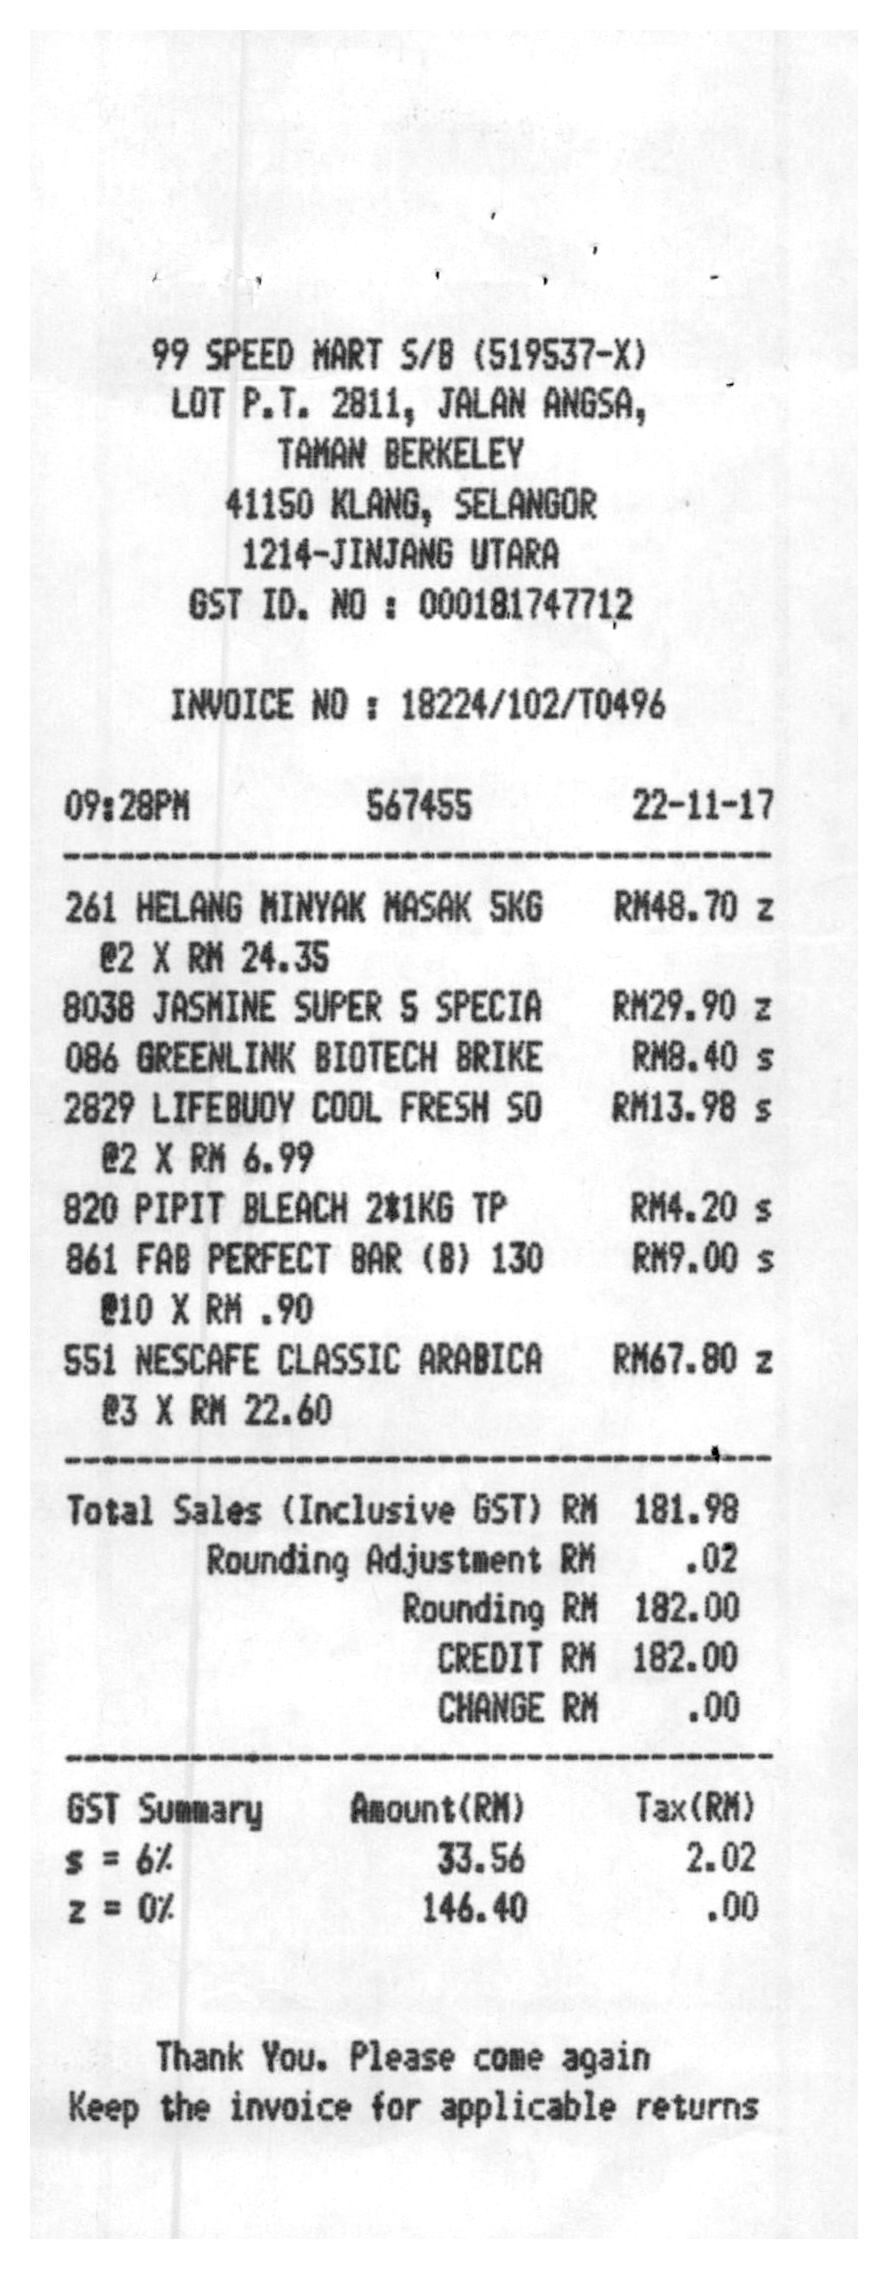 99 SPEED MART S/B (519537-X)
LOT P.T. 2811, JALAN ANGSA,
TAMAN BERKELEY
41150 KLANG, SELANGOR
1214-JINJANG UTARA
GST ID. NO : 000181747712
INVOICE NO : 18224/102/T0496
09:28PM 567455 22-11-17
261 HELANG MINYAK MASAK 5KG RM48.70 z
@2 X RM 24.35
8038 JASMINE SUPER 5 SPECIA RM29.90 z
086 GREENLINK BIOTECH BRIKE RM8.40 s
2829 LIFEBUOY COOL FRESH SO RM13.98 s
@2 X RM 6.99
820 PIPIT BLEACH 2*1KG TP RM4.20 s
861 FAB PERFECT BAR (B) 130 RM9.00 s
@10 X RM .90
551 NESCAFE CLASSIC ARABICA RM67.80 z
@3 X RM 22.60
Total Sales (Inclusive GST) RM 181.98
Rounding Adjustment RM .02
Rounding RM 182.00
CREDIT RM 182.00
CHANGE RM .00
GST Summary Amount(RM) Tax(RM)
s = 6% 33.56 2.02
z = 0% 146.40 .00
Thank You. Please come again
Keep the invoice for applicable returns